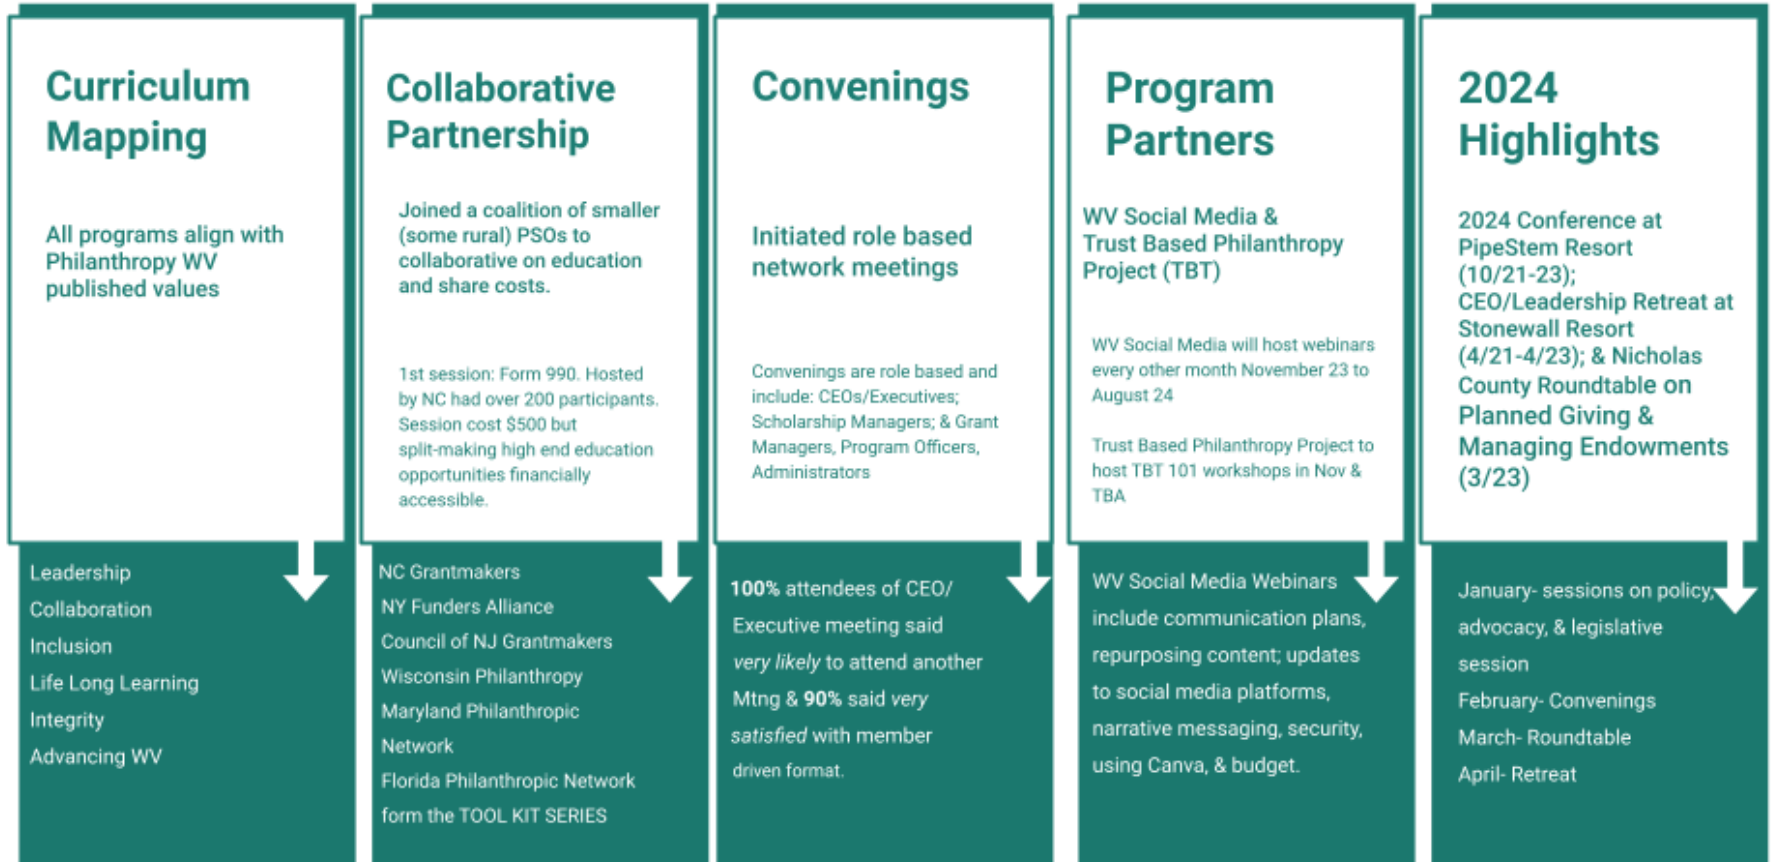 Curriculum
Mapping
All programs align with
Philanthropy WV
published values
Leadership
Collaboration
Inclusion
Life Long Learning
Integrity
Advancing WV
Collaborative
Partnership
Joined a coalition of smaller
(some rural) PSOs to
collaborative on education
and share costs.
1st session: Form 990. Hosted
by NC had over 200 participants.
Session cost $500 but
split-making high end education
opportunities financially
accessible.
NC Grantmakers
NY Funders Alliance
Council of NJ Grantmakers
Wisconsin Philanthropy
Maryland Philanthropic
Network
Florida Philanthropic Network
form the TOOL KIT SERIES
Convenings
Initiated role based
network meetings
Convenings are role based and
include: CEOs/Executives;
Scholarship Managers; & Grant
Managers, Program Officers,
Administrators
100% attendees of CEO/
Executive meeting said
very likely to attend another
Mtng & 90% said very
satisfied with member
driven format.
Program
Partners
WV Social Media &
Trust Based Philanthropy
Project (TBT)
WV Social Media will host webinars
every other month November 23 to
August 24
Trust Based Philanthropy Project to
host TBT 101 workshops in Nov &
TBA
WV Social Media Webinars
include communication plans,
repurposing content; updates
to social media platforms,
narrative messaging, security,
using Canva, & budget.
2024
Highlights
2024 Conference at
PipeStem Resort
(10/21-23);
CEO/Leadership Retreat at
Stonewall Resort
(4/21-4/23); & Nicholas
County Roundtable on
Planned Giving &
Managing Endowments
(3/23)
January- sessions on policy,
advocacy, & legislative
session
February- Convenings
March- Roundtable
April- Retreat